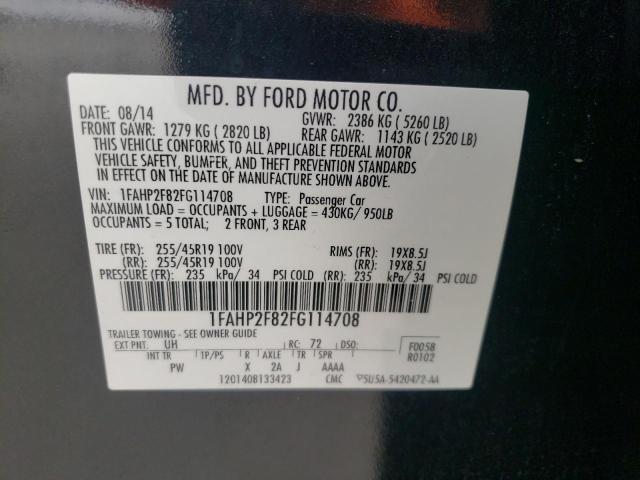 MFD. BY FORD MOTOR CO.
DATE: 08/14 GVWR: 2386 KG ( 5260 LB)
FRONT GAWR: 1279 KG ( 2820 LB) REAR GAWR: 1143 KG ( 2520 LB)
THIS VEHICLE CONFORMS TO ALL APPLICABLE FEDERAL MOTOR
VEHICLE SAFETY, BUMPER, AND THEFT PREVENTION STANDARDS
IN EFFECT ON THE DATE OF MANUFACTURE SHOWN ABOVE.
VIN: 1FAHP2F82FG114708 TYPE: Passenger Car
MAXIMUM LOAD = OCCUPANTS + LUGGAGE = 430KG/ 950LB
OCCUPANTS = 5 TOTAL; 2 FRONT, 3 REAR
TIRE (FR): 255/45R19 100V RIMS (FR): 19X8.5J
(RR): 255/45R19 100V (RR): 19X8.5J
PRESSURE (FR): 235 kPa/ 34 PSI COLD (RR): 235 kPa/ 34 PSI COLD
1FAHP2F82FG114708
TRAILER TOWING - SEE OWNER GUIDE
EXT PNT: UH RC: 72 DSO: F0058
INT TR TP/PS R AXLE TR SPR R0102
PW X 2A J AAAA
1201408133423 CMC 5U5A-5420472-AA